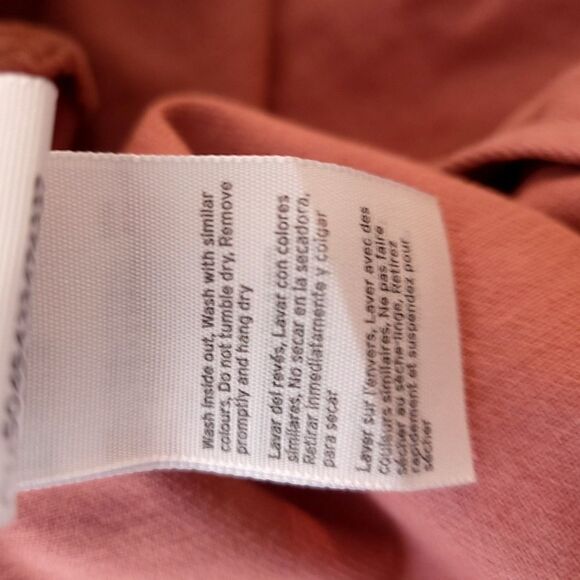 Wash inside out, Wash with similar
colours, Do not tumble dry, Remove
promptly and hang dry
Lavar del revés, Lavar con colores
similares, No secar en la secadora,
Retirar inmediatamente y colgar
para secar
Laver sur l'envers, Laver avec des
couleurs similaires, Ne pas faire
sécher au sèche-linge, Retirez
rapidement et suspendez pour
sécher